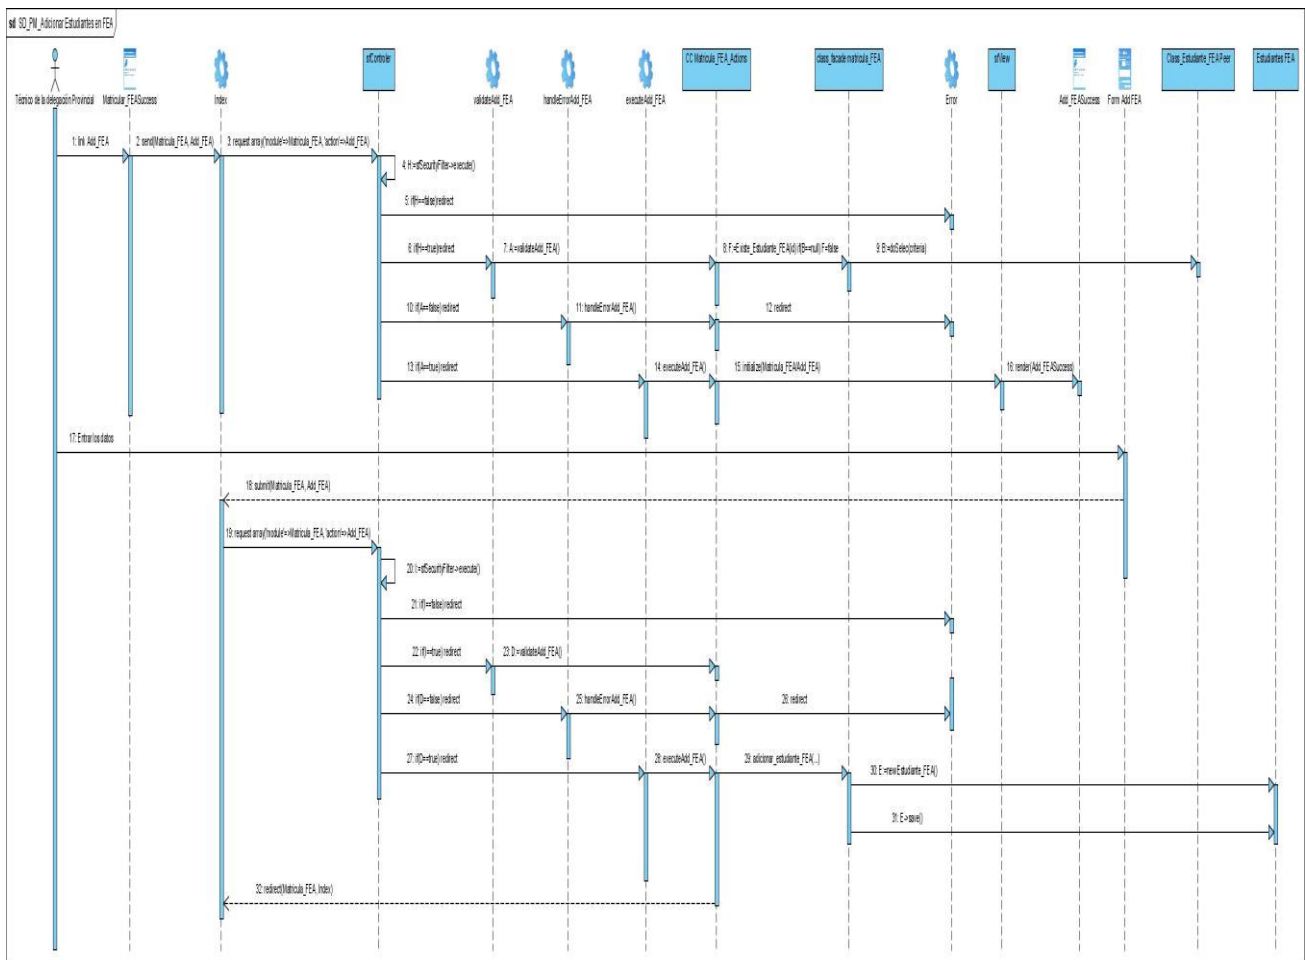 sd SD_PM_AdicionarEstudiantes en FEA
Técnico de la delegación Provincial
Matricular_FEASuccess
Index
sfControler
validateAdd_FEA
handleErrorAdd_FEA
executeAdd_FEA
CC Matricula_FEA_Actions
class_facade matricula_FEA
Error
sfView
Add_FEASuccess
Form Add FEA
Class_Estudiante_FEAPeer
Estudiantes FEA
1: link Add_FEA
2: send(Matricula_FEA, Add_FEA)
3: request array('module'=>Matricula_FEA, 'action'=>Add_FEA)
4: H:=sfSecurityFilter->execute()
5: if(H==false)redirect
6: if(H==true)redirect
7: A:=validateAdd_FEA()
8: F:=Existe_Estudiante_FEA(id) if(B==null) F=false
9: B:=doSelec(criteria)
10: if(A==false)redirect
11: handleErrorAdd_FEA()
12: redirect
13: if(A==true)redirect
14: executeAdd_FEA()
15: initialize(Matricula_FEA/Add_FEA)
16: render(Add_FEASuccess)
17: Entrar los datos
18: submit(Matricula_FEA, Add_FEA)
19: request array('module'=>Matricula_FEA, 'action'=>Add_FEA)
20: I:=sfSecurityFilter->execute()
21: if(I==false)redirect
22: if(I==true)redirect
23: D:=validateAdd_FEA()
24: if(D==false)redirect
25: handleErrorAdd_FEA()
26: redirect
27: if(D==true)redirect
28: executeAdd_FEA()
29: adicionar_estudiante_FEA(...)
30: E:=new Estudiante_FEA()
31: E->save()
32: redirect(Matricula_FEA, Index)